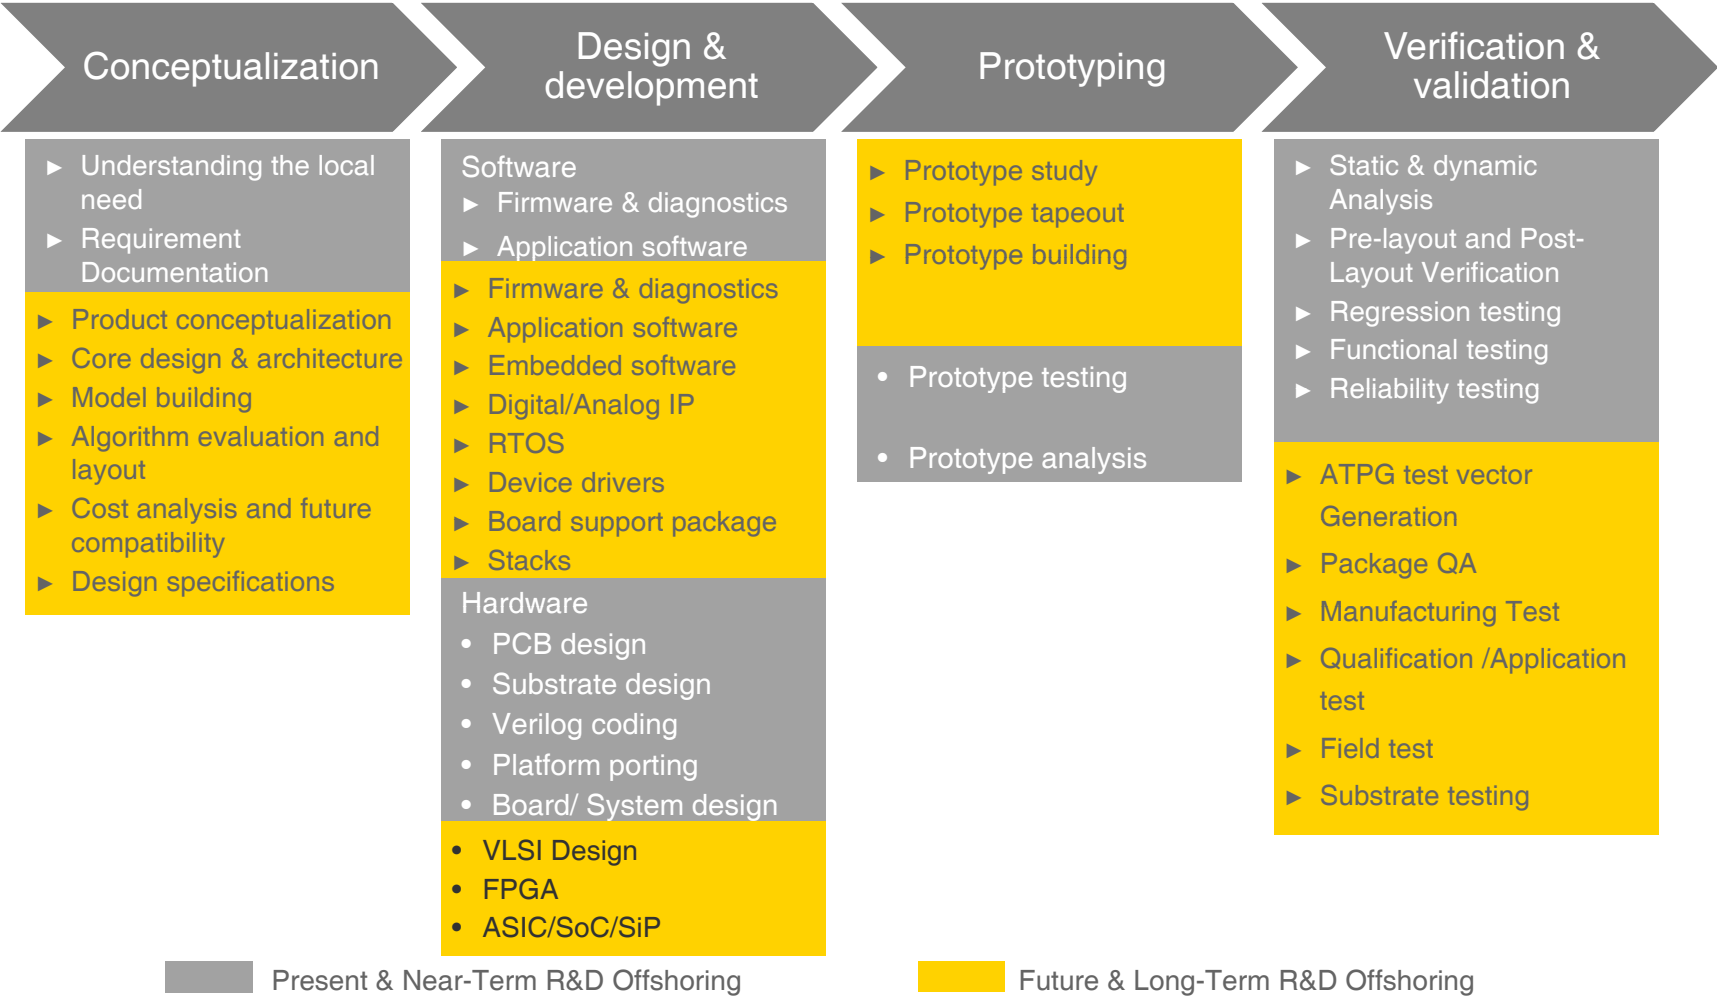 Conceptualization
Design &
development
Prototyping
Verification &
validation
► Understanding the local
need
► Requirement
Documentation
► Product conceptualization
► Core design & architecture
► Model building
► Algorithm evaluation and
layout
► Cost analysis and future
compatibility
► Design specifications
Software
► Firmware & diagnostics
► Application software
► Firmware & diagnostics
► Application software
► Embedded software
► Digital/Analog IP
► RTOS
► Device drivers
► Board support package
► Stacks
Hardware
• PCB design
• Substrate design
• Verilog coding
• Platform porting
• Board/ System design
• VLSI Design
• FPGA
• ASIC/SoC/SiP
► Prototype study
► Prototype tapeout
► Prototype building
• Prototype testing
• Prototype analysis
► Static & dynamic
Analysis
► Pre-layout and Post-
Layout Verification
► Regression testing
► Functional testing
► Reliability testing
► ATPG test vector
Generation
► Package QA
► Manufacturing Test
► Qualification /Application
test
► Field test
► Substrate testing
Present & Near-Term R&D Offshoring
Future & Long-Term R&D Offshoring